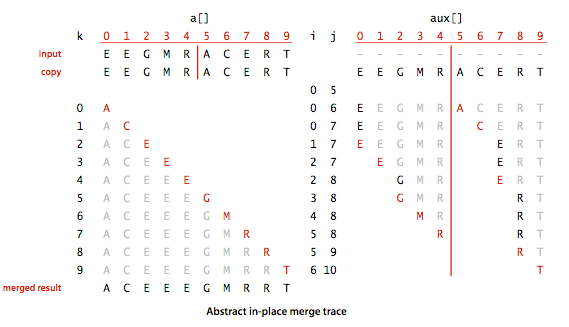 a[] aux[]
k 0 1 2 3 4 5 6 7 8 9 i j 0 1 2 3 4 5 6 7 8 9
input E E G M R A C E R T - - - - - - - - - -
copy E E G M R A C E R T E E G M R A C E R T
0 5
0 A 0 6 E E G M R A C E R T
1 A C 0 7 E E G M R C E R T
2 A C E 1 7 E E G M R E R T
3 A C E E 2 7 E G M R E R T
4 A C E E E 2 8 G M R E R T
5 A C E E E G 3 8 G M R R T
6 A C E E E G M 4 8 M R R T
7 A C E E E G M R 5 8 R R T
8 A C E E E G M R R 5 9 R T
9 A C E E E G M R R T 6 10 T
merged result A C E E E G M R R T
Abstract in-place merge trace